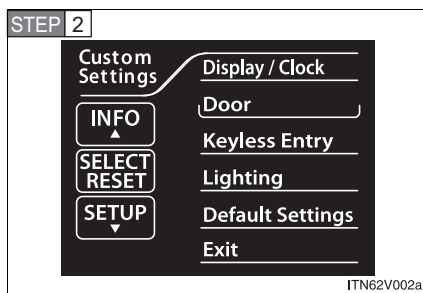 STEP 2
Custom
Settings
INFO
▲
SELECT
RESET
SETUP
▼
Display / Clock
Door
Keyless Entry
Lighting
Default Settings
Exit
ITN62V002a